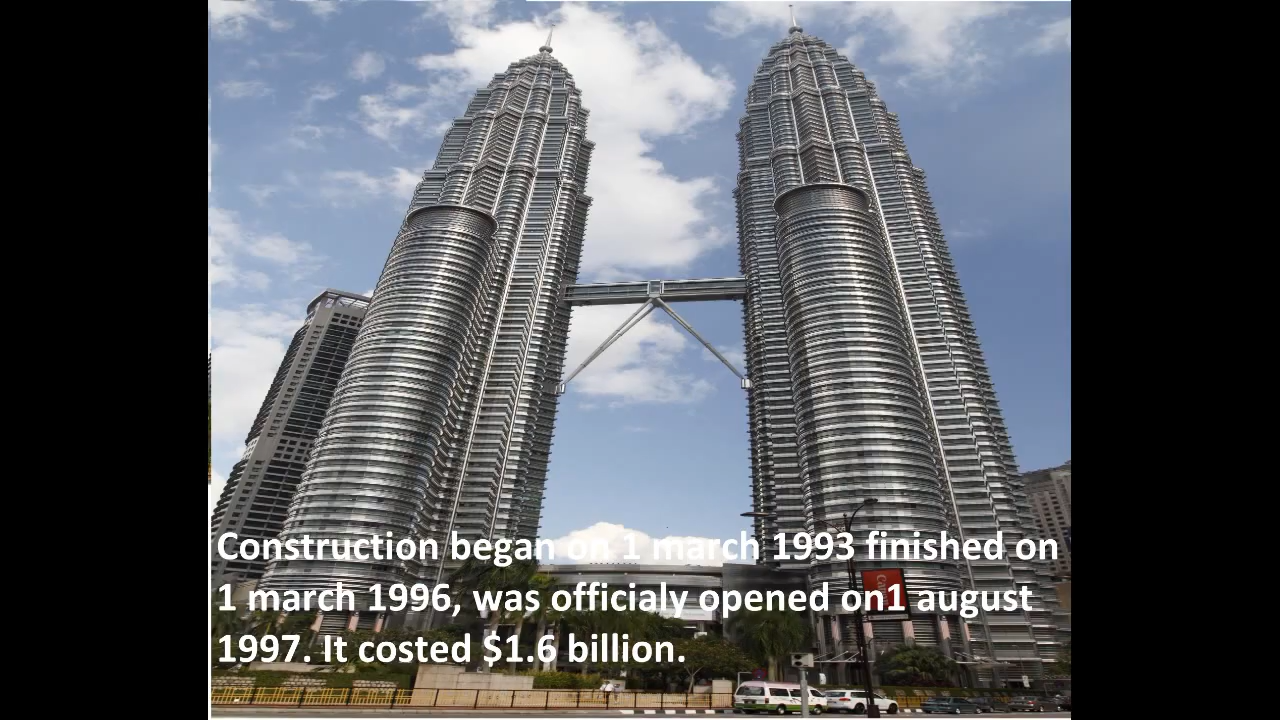 Construction began on 1 march 1993 finished on
1 march 1996, was officialy opened on1 august
1997. It costed $1.6 billion.